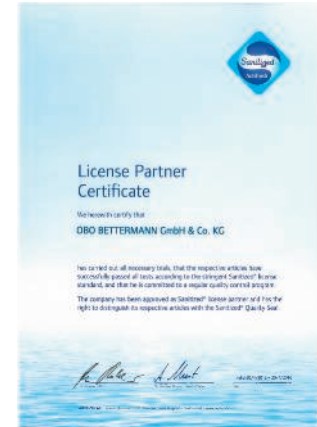 Sanitized®
License Partner
Certificate
We herewith certify that
OBO BETTERMANN GmbH & Co. KG
has carried out all necessary trials, that the respective articles have
successfully passed all tests according to the stringent Sanitized® license
standard, and that he is committed to a regular quality control program.
The company has been approved as Sanitized® license partner and has the
right to distinguish its respective articles with the Sanitized® Quality Seal.